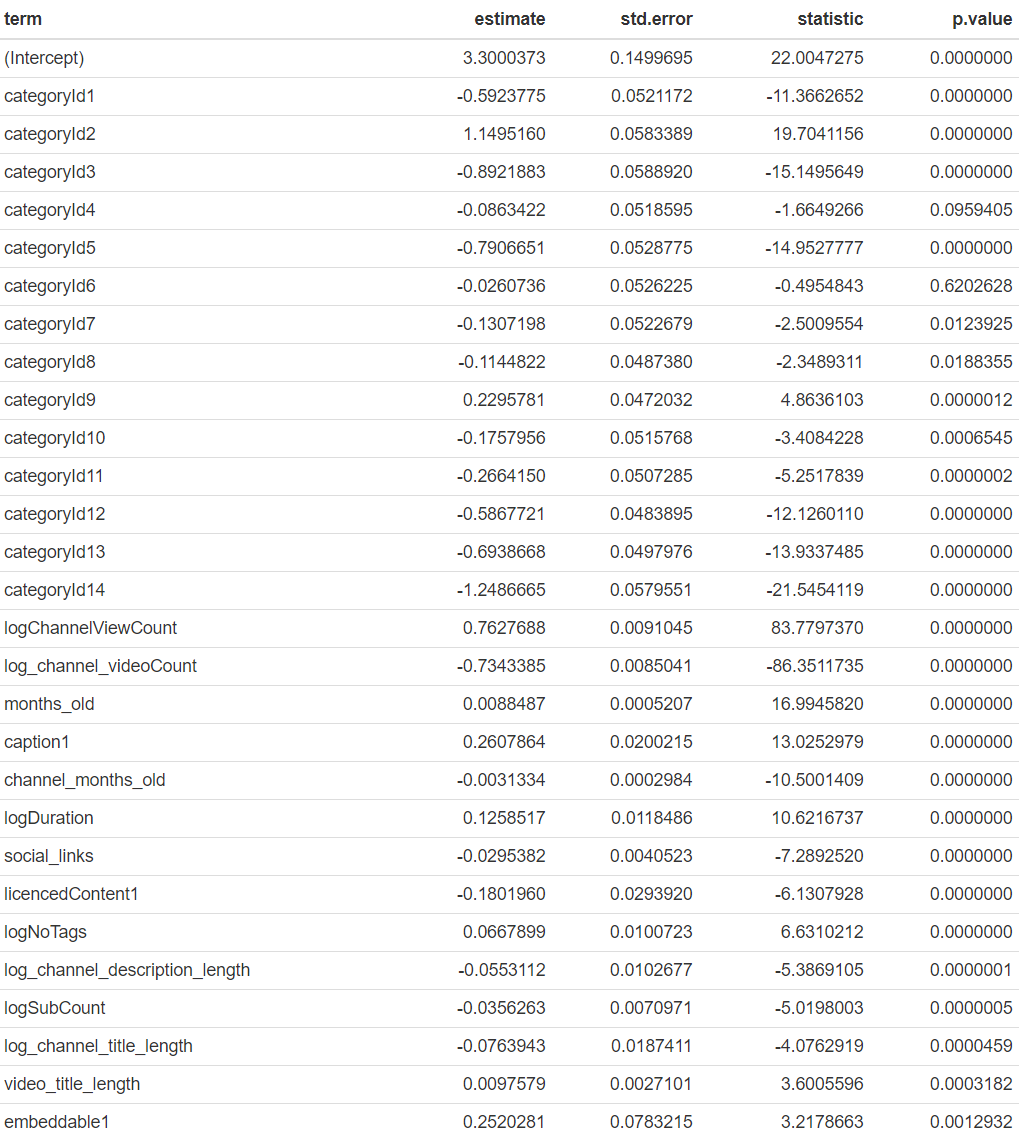 term estimate std.error statistic p.value
(Intercept) 3.3000373 0.1499695 22.0047275 0.0000000
categoryId1 -0.5923775 0.0521172 -11.3662652 0.0000000
categoryId2 1.1495160 0.0583389 19.7041156 0.0000000
categoryId3 -0.8921883 0.0588920 -15.1495649 0.0000000
categoryId4 -0.0863422 0.0518595 -1.6649266 0.0959405
categoryId5 -0.7906651 0.0528775 -14.9527777 0.0000000
categoryId6 -0.0260736 0.0526225 -0.4954843 0.6202628
categoryId7 -0.1307198 0.0522679 -2.5009554 0.0123925
categoryId8 -0.1144822 0.0487380 -2.3489311 0.0188355
categoryId9 0.2295781 0.0472032 4.8636103 0.0000012
categoryId10 -0.1757956 0.0515768 -3.4084228 0.0006545
categoryId11 -0.2664150 0.0507285 -5.2517839 0.0000002
categoryId12 -0.5867721 0.0483895 -12.1260110 0.0000000
categoryId13 -0.6938668 0.0497976 -13.9337485 0.0000000
categoryId14 -1.2486665 0.0579551 -21.5454119 0.0000000
logChannelViewCount 0.7627688 0.0091045 83.7797370 0.0000000
log_channel_videoCount -0.7343385 0.0085041 -86.3511735 0.0000000
months_old 0.0088487 0.0005207 16.9945820 0.0000000
caption1 0.2607864 0.0200215 13.0252979 0.0000000
channel_months_old -0.0031334 0.0002984 -10.5001409 0.0000000
logDuration 0.1258517 0.0118486 10.6216737 0.0000000
social_links -0.0295382 0.0040523 -7.2892520 0.0000000
licencedContent1 -0.1801960 0.0293920 -6.1307928 0.0000000
logNoTags 0.0667899 0.0100723 6.6310212 0.0000000
log_channel_description_length -0.0553112 0.0102677 -5.3869105 0.0000001
logSubCount -0.0356263 0.0070971 -5.0198003 0.0000005
log_channel_title_length -0.0763943 0.0187411 -4.0762919 0.0000459
video_title_length 0.0097579 0.0027101 3.6005596 0.0003182
embeddable1 0.2520281 0.0783215 3.2178663 0.0012932